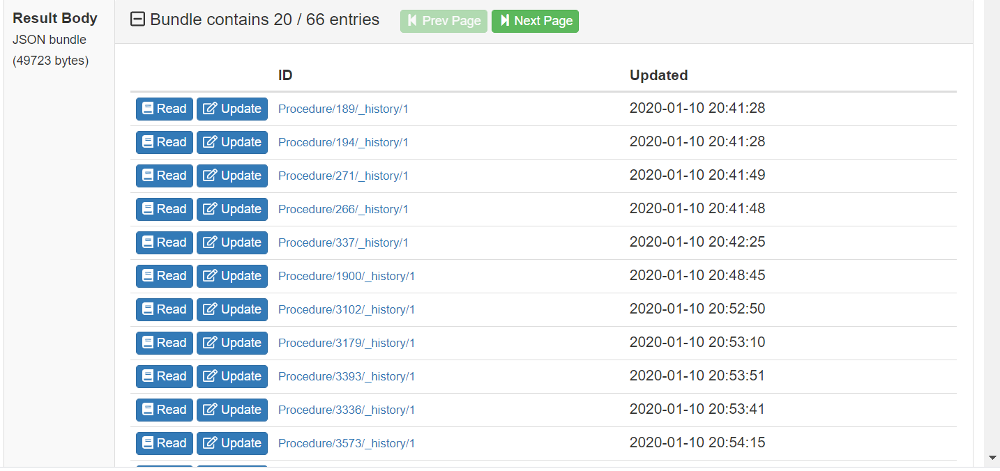 Result Body
JSON bundle
(49723 bytes)
Bundle contains 20 / 66 entries Prev Page Next Page
ID Updated
Read Update Procedure/189/_history/1 2020-01-10 20:41:28
Read Update Procedure/194/_history/1 2020-01-10 20:41:28
Read Update Procedure/271/_history/1 2020-01-10 20:41:49
Read Update Procedure/266/_history/1 2020-01-10 20:41:48
Read Update Procedure/337/_history/1 2020-01-10 20:42:25
Read Update Procedure/1900/_history/1 2020-01-10 20:48:45
Read Update Procedure/3102/_history/1 2020-01-10 20:52:50
Read Update Procedure/3179/_history/1 2020-01-10 20:53:10
Read Update Procedure/3393/_history/1 2020-01-10 20:53:51
Read Update Procedure/3336/_history/1 2020-01-10 20:53:41
Read Update Procedure/3573/_history/1 2020-01-10 20:54:15